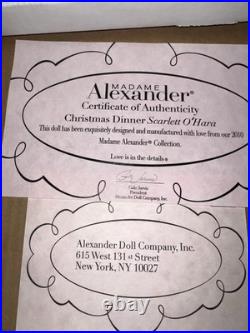 MADAME
Alexander®
Certificate of Authenticity
Christmas Dinner Scarlett O'Hara
This doll has been exquisitely designed and manufactured with love from our 2010
Madame Alexander® Collection.
Love is in the details
Gale Jarvis
President
Alexander Doll Company, Inc.
Alexander Doll Company, Inc.
615 West 131st Street
New York, NY 10027